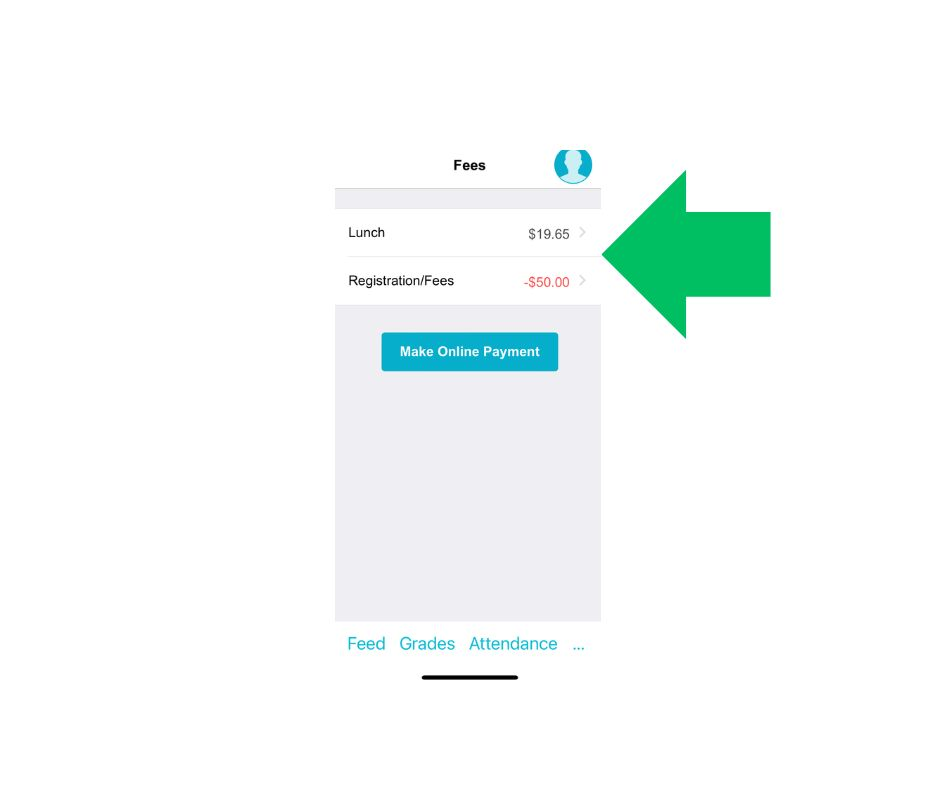 Fees
Lunch $19.65
Registration/Fees -$50.00
Make Online Payment
Feed Grades Attendance ...